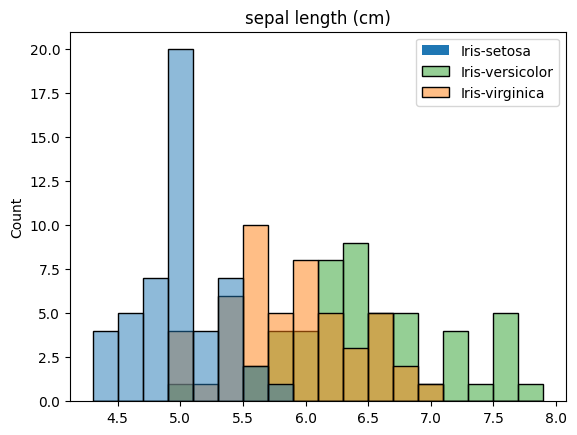 sepal length (cm)
20.0
17.5
15.0
12.5
10.0
7.5
5.0
2.5
0.0
Count
Iris-setosa
Iris-versicolor
Iris-virginica
4.5 5.0 5.5 6.0 6.5 7.0 7.5 8.0